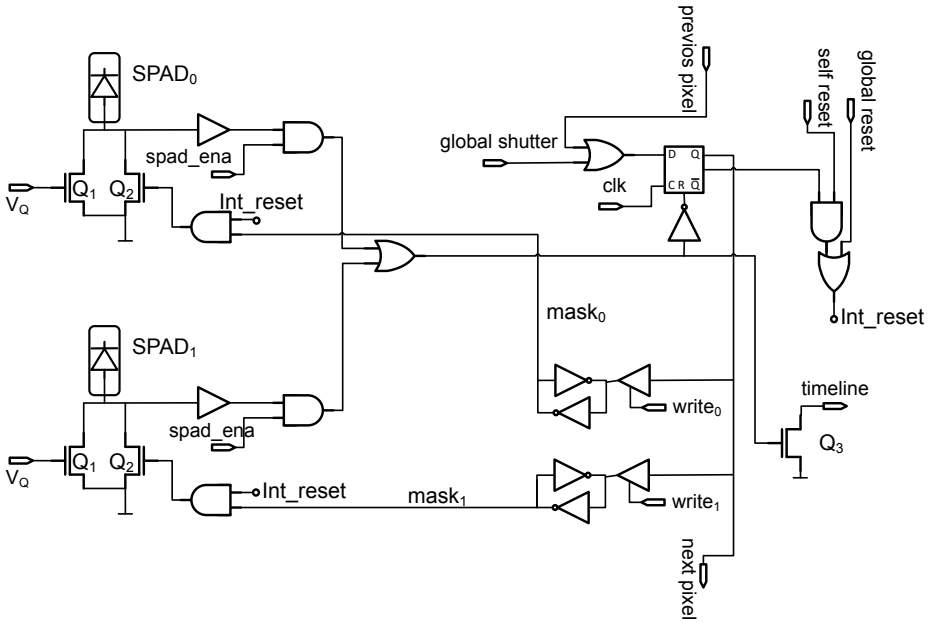 previos pixel
self reset
global reset
SPAD0
spad_ena
global shutter
D Q
clk
C R Q
Q1
Q2
VQ
Int_reset
mask0
Int_reset
SPAD1
write0
timeline
spad_ena
Q1
Q2
Q3
VQ
Int_reset
mask1
write1
next pixel